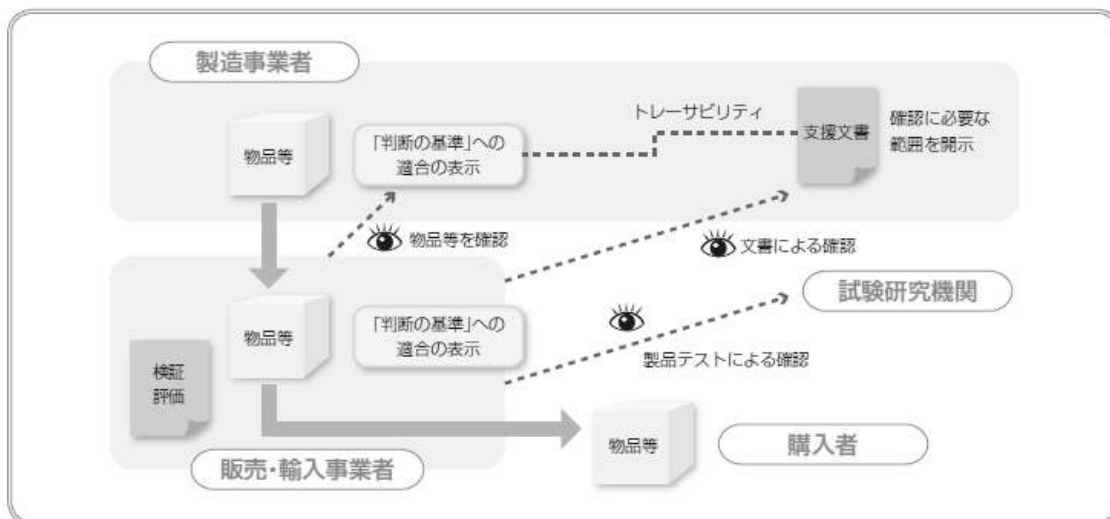 製造事業者
トレーサビリティ
物品等
「判断の基準」への
適合の表示
支援文書
確認に必要な
範囲を開示
物品等を確認
文書による確認
試験研究機関
物品等
「判断の基準」への
適合の表示
検証
評価
製品テストによる確認
物品等
購入者
販売・輸入事業者